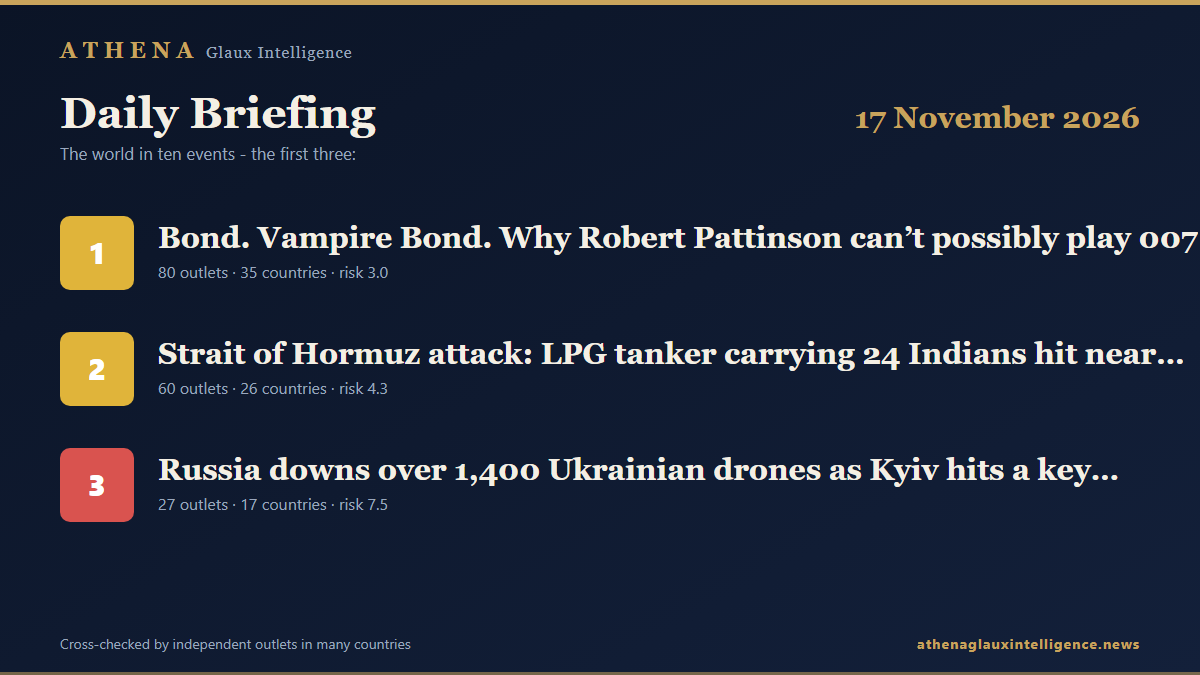 ATHENA Glaux Intelligence
Daily Briefing
17 November 2026
The world in ten events - the first three:
1
Bond. Vampire Bond. Why Robert Pattinson can’t possibly play 007
80 outlets · 35 countries · risk 3.0
2
Strait of Hormuz attack: LPG tanker carrying 24 Indians hit near...
60 outlets · 26 countries · risk 4.3
3
Russia downs over 1,400 Ukrainian drones as Kyiv hits a key...
27 outlets · 17 countries · risk 7.5
Cross-checked by independent outlets in many countries
athenaglauxintelligence.news